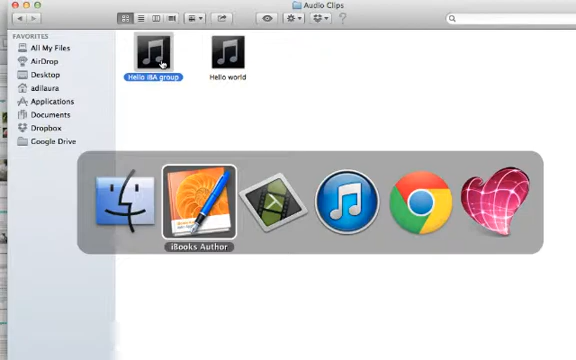 Audio Clips
FAVORITES
All My Files
AirDrop
Desktop
adilaura
Applications
Documents
Dropbox
Google Drive
Hello iBA group
Hello world
iBooks Author